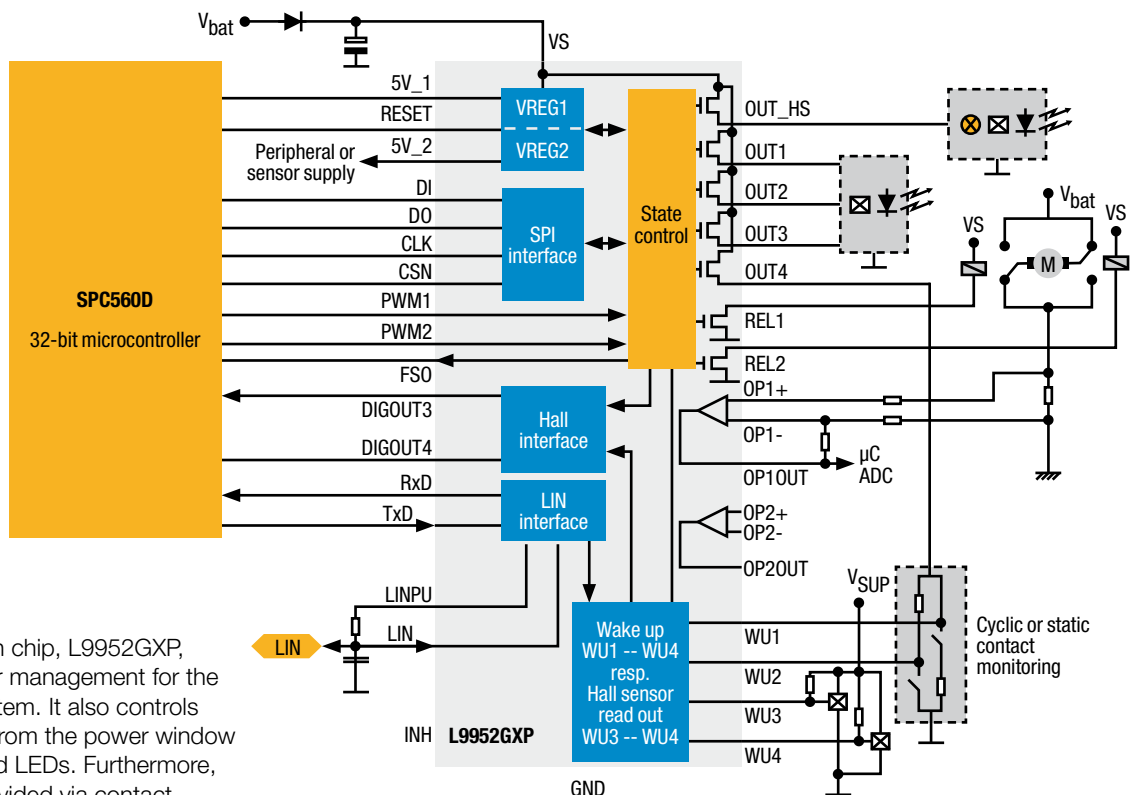 Vbat
VS
5V_1
RESET
5V_2
Peripheral or
sensor supply
DI
DO
CLK
CSN
PWM1
PWM2
FS0
DIGOUT3
DIGOUT4
RxD
TxD
SPC560D
32-bit microcontroller
VREG1
VREG2
SPI
interface
State
control
Hall
interface
LIN
interface
OUT_HS
OUT1
OUT2
OUT3
OUT4
REL1
REL2
OP1+
OP1-
OP1OUT
OP2+
OP2-
OP2OUT
µC
ADC
VS
Vbat
M
VS
LINPU
LIN
LIN
Wake up
WU1 -- WU4
resp.
Hall sensor
read out
WU3 -- WU4
WU1
WU2
WU3
WU4
VSUP
Cyclic or static
contact
monitoring
INH
L9952GXP
GND
chip, L9952GXP,
management for the
It also controls
from the power window
LEDs. Furthermore,
via contact